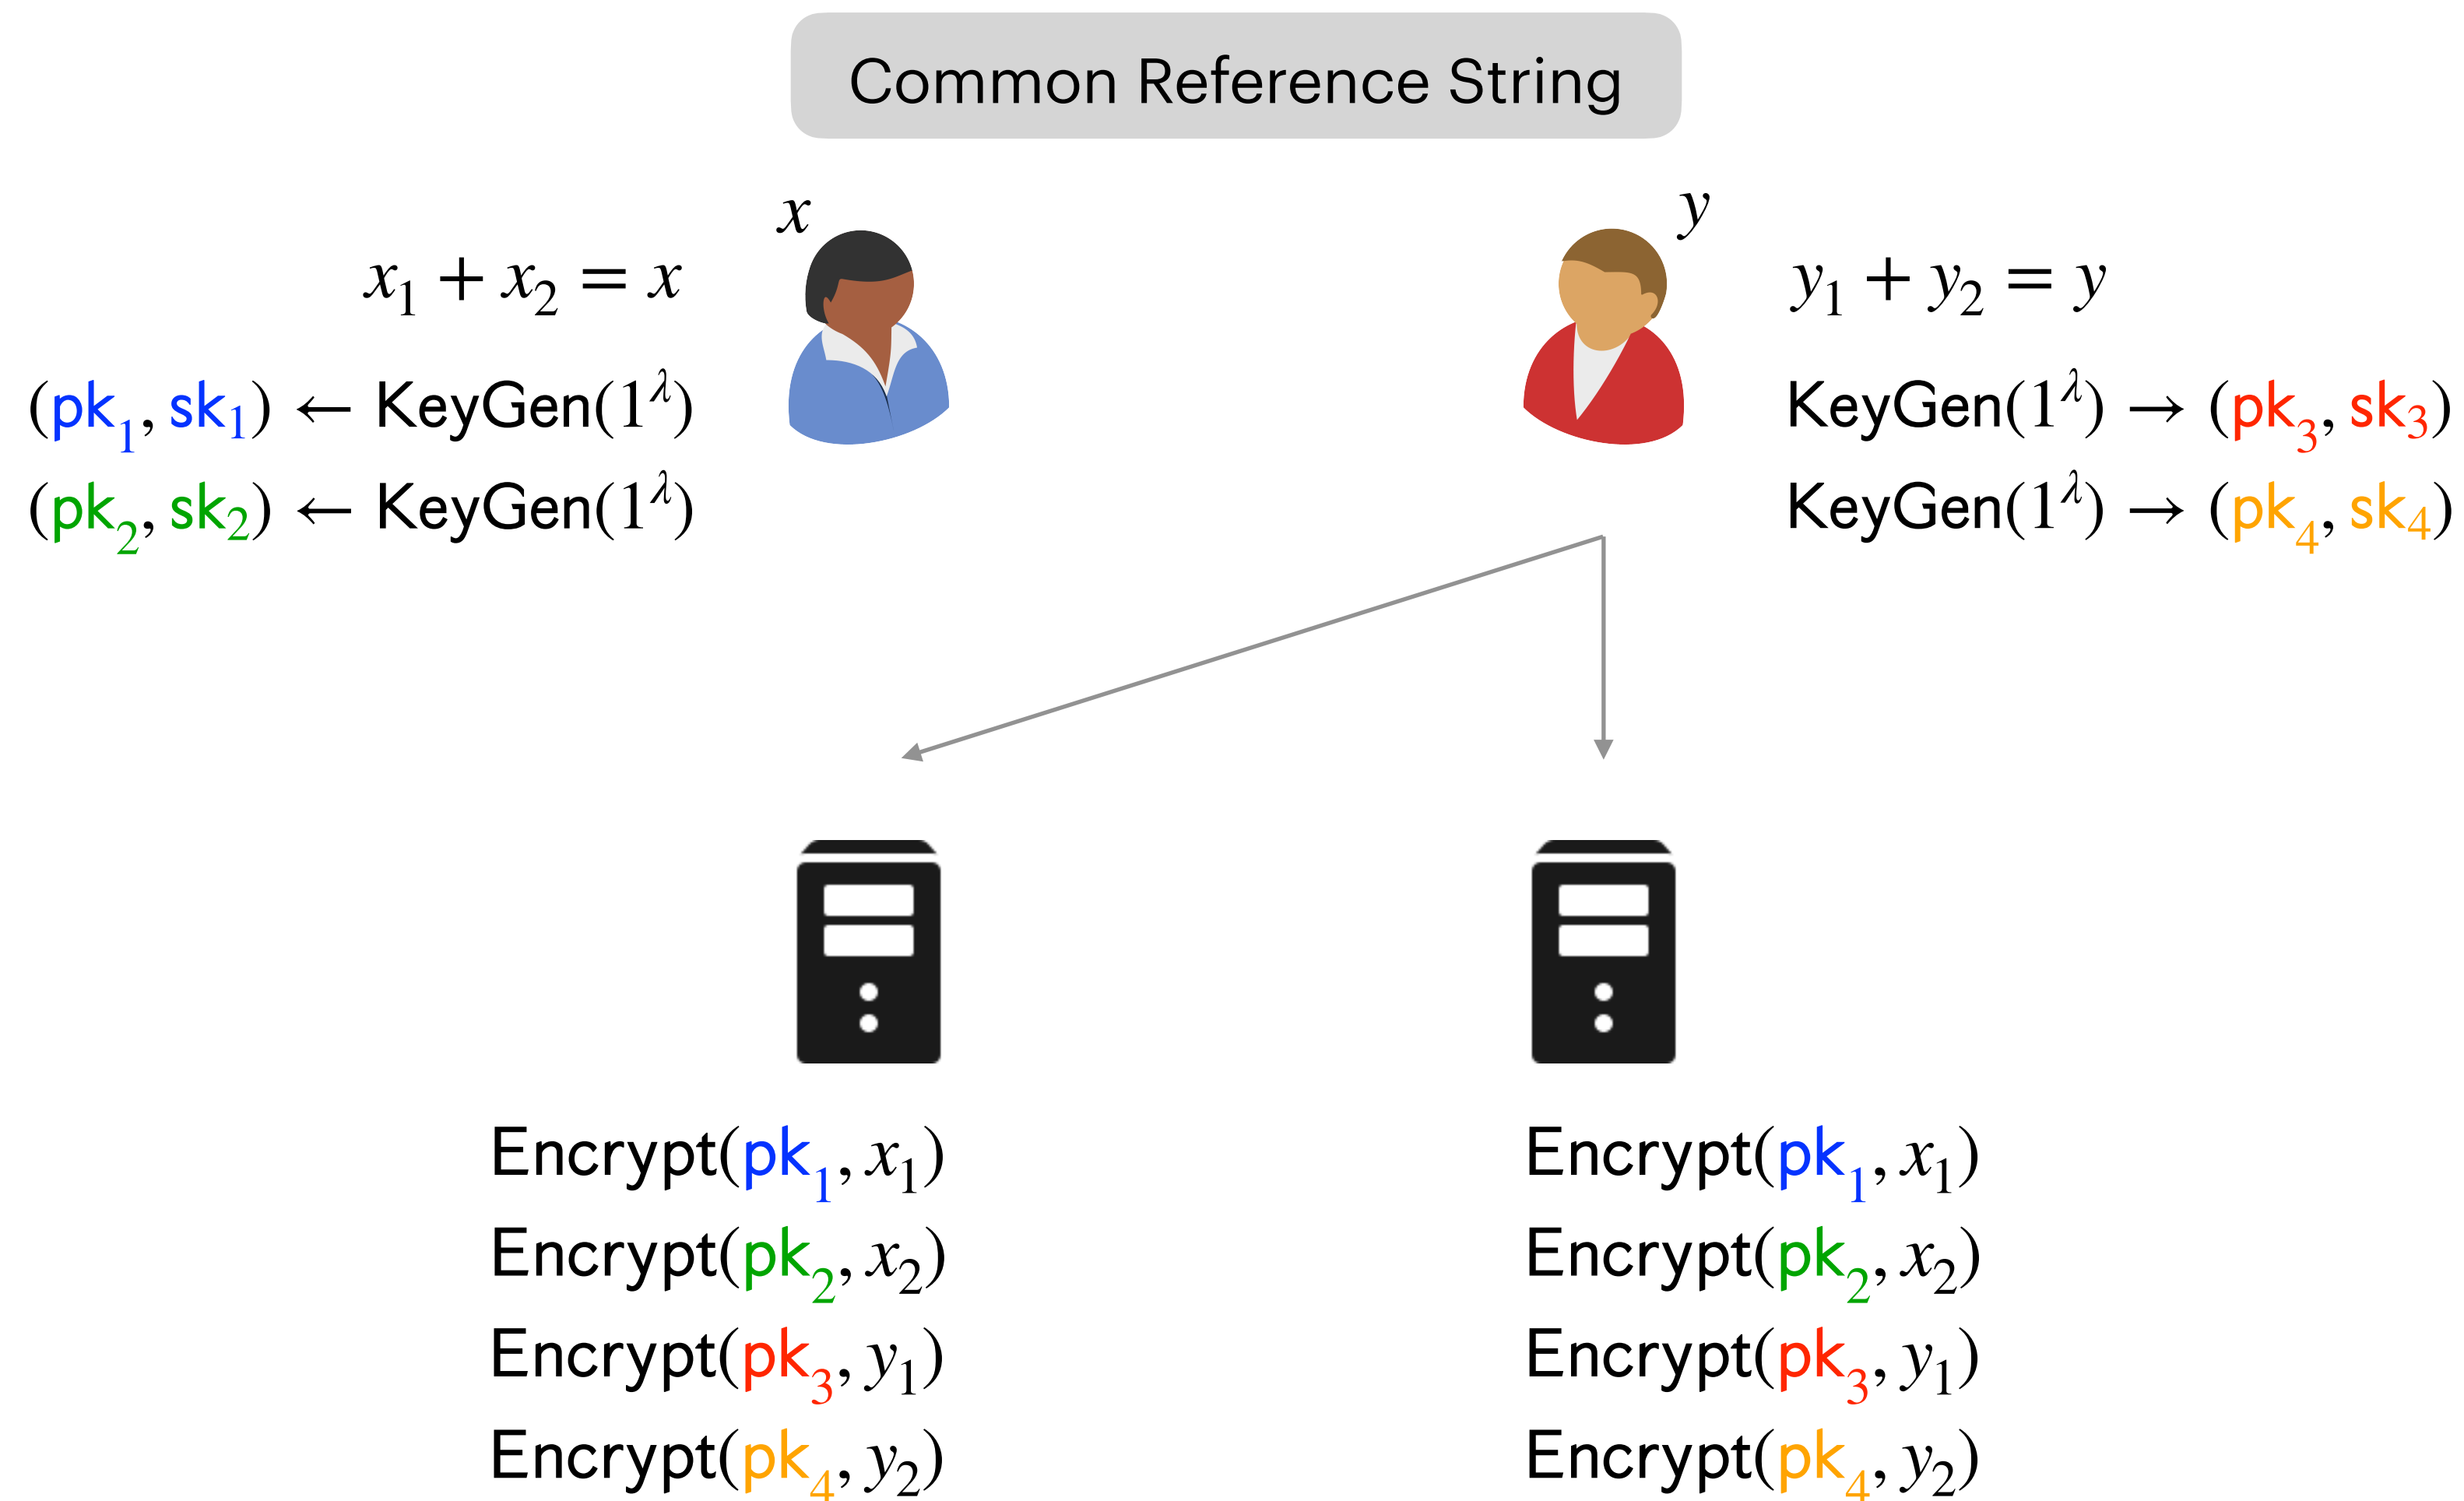 Common Reference String
x
y
x₁ + x₂ = x
y₁ + y₂ = y
(pk₁, sk₁) ← KeyGen(1^λ)
KeyGen(1^λ) → (pk₃, sk₃)
(pk₂, sk₂) ← KeyGen(1^λ)
KeyGen(1^λ) → (pk₄, sk₄)
Encrypt(pk₁, x₁)
Encrypt(pk₂, x₂)
Encrypt(pk₃, y₁)
Encrypt(pk₄, y₂)
Encrypt(pk₁, x₁)
Encrypt(pk₂, x₂)
Encrypt(pk₃, y₁)
Encrypt(pk₄, y₂)